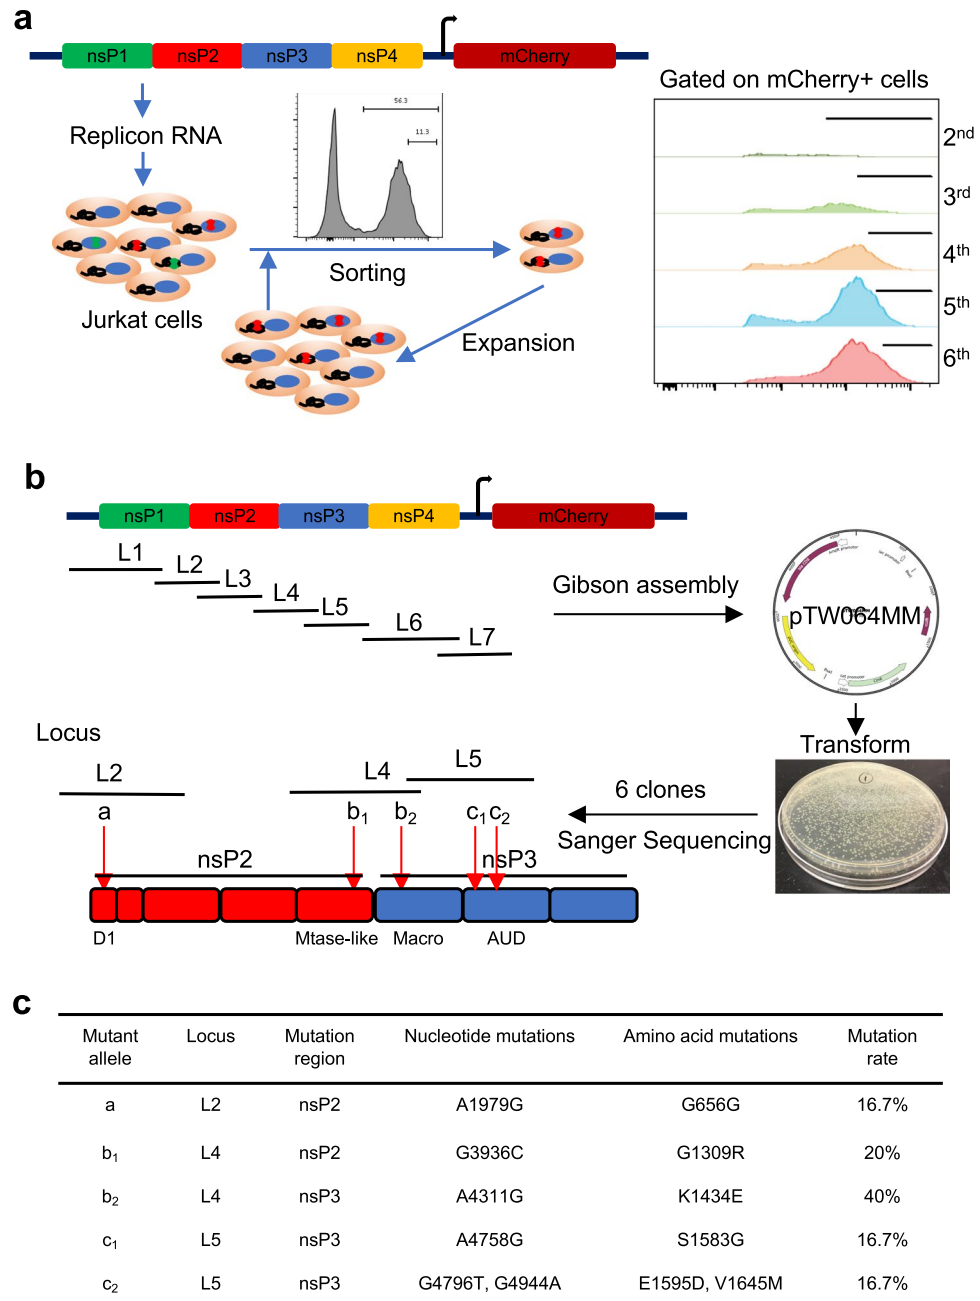 a
nsP1 nsP2 nsP3 nsP4 mCherry
Gated on mCherry+ cells
56.3
11.3
Replicon RNA
2nd
3rd
4th
5th
6th
Sorting
Jurkat cells
Expansion
b
nsP1 nsP2 nsP3 nsP4 mCherry
L1
L2
L3
L4
L5
L6
L7
Gibson assembly
pTW064MM
Transform
Locus
L2
L4
L5
6 clones
Sanger Sequencing
a b1 b2 c1 c2
nsP2 nsP3
D1 Mtase-like Macro AUD
c
Mutant allele Locus Mutation region Nucleotide mutations Amino acid mutations Mutation rate
a L2 nsP2 A1979G G656G 16.7%
b1 L4 nsP2 G3936C G1309R 20%
b2 L4 nsP3 A4311G K1434E 40%
c1 L5 nsP3 A4758G S1583G 16.7%
c2 L5 nsP3 G4796T, G4944A E1595D, V1645M 16.7%